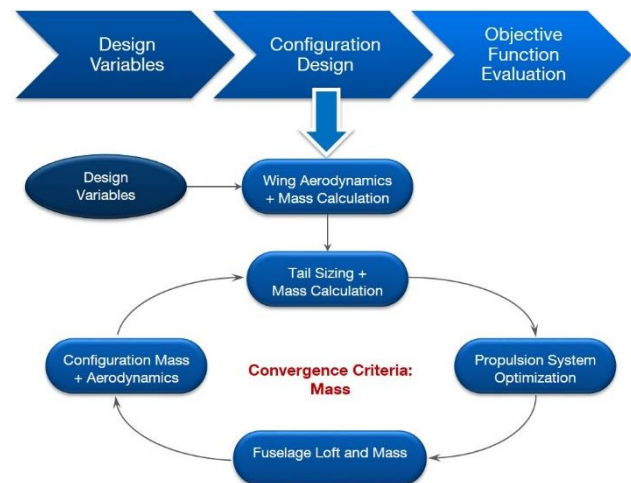 Design
Variables
Configuration
Design
Objective
Function
Evaluation
Design
Variables
Wing Aerodynamics
+ Mass Calculation
Tail Sizing +
Mass Calculation
Configuration Mass
+ Aerodynamics
Convergence Criteria:
Mass
Propulsion System
Optimization
Fuselage Loft and Mass